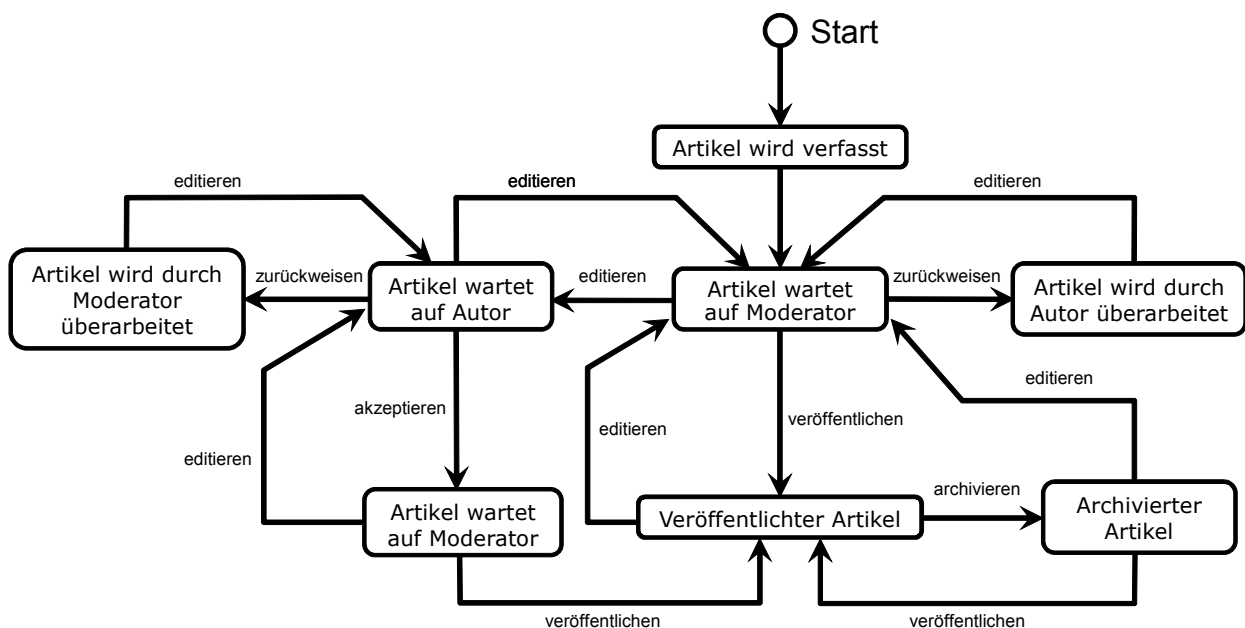 Start
Artikel wird verfasst
editieren
editieren
editieren
Artikel wird durch
Moderator
überarbeitet
zurückweisen
Artikel wartet
auf Autor
editieren
Artikel wartet
auf Moderator
zurückweisen
Artikel wird durch
Autor überarbeitet
editieren
akzeptieren
veröffentlichen
editieren
editieren
Artikel wartet
auf Moderator
Veröffentlichter Artikel
archivieren
Archivierter
Artikel
veröffentlichen
veröffentlichen